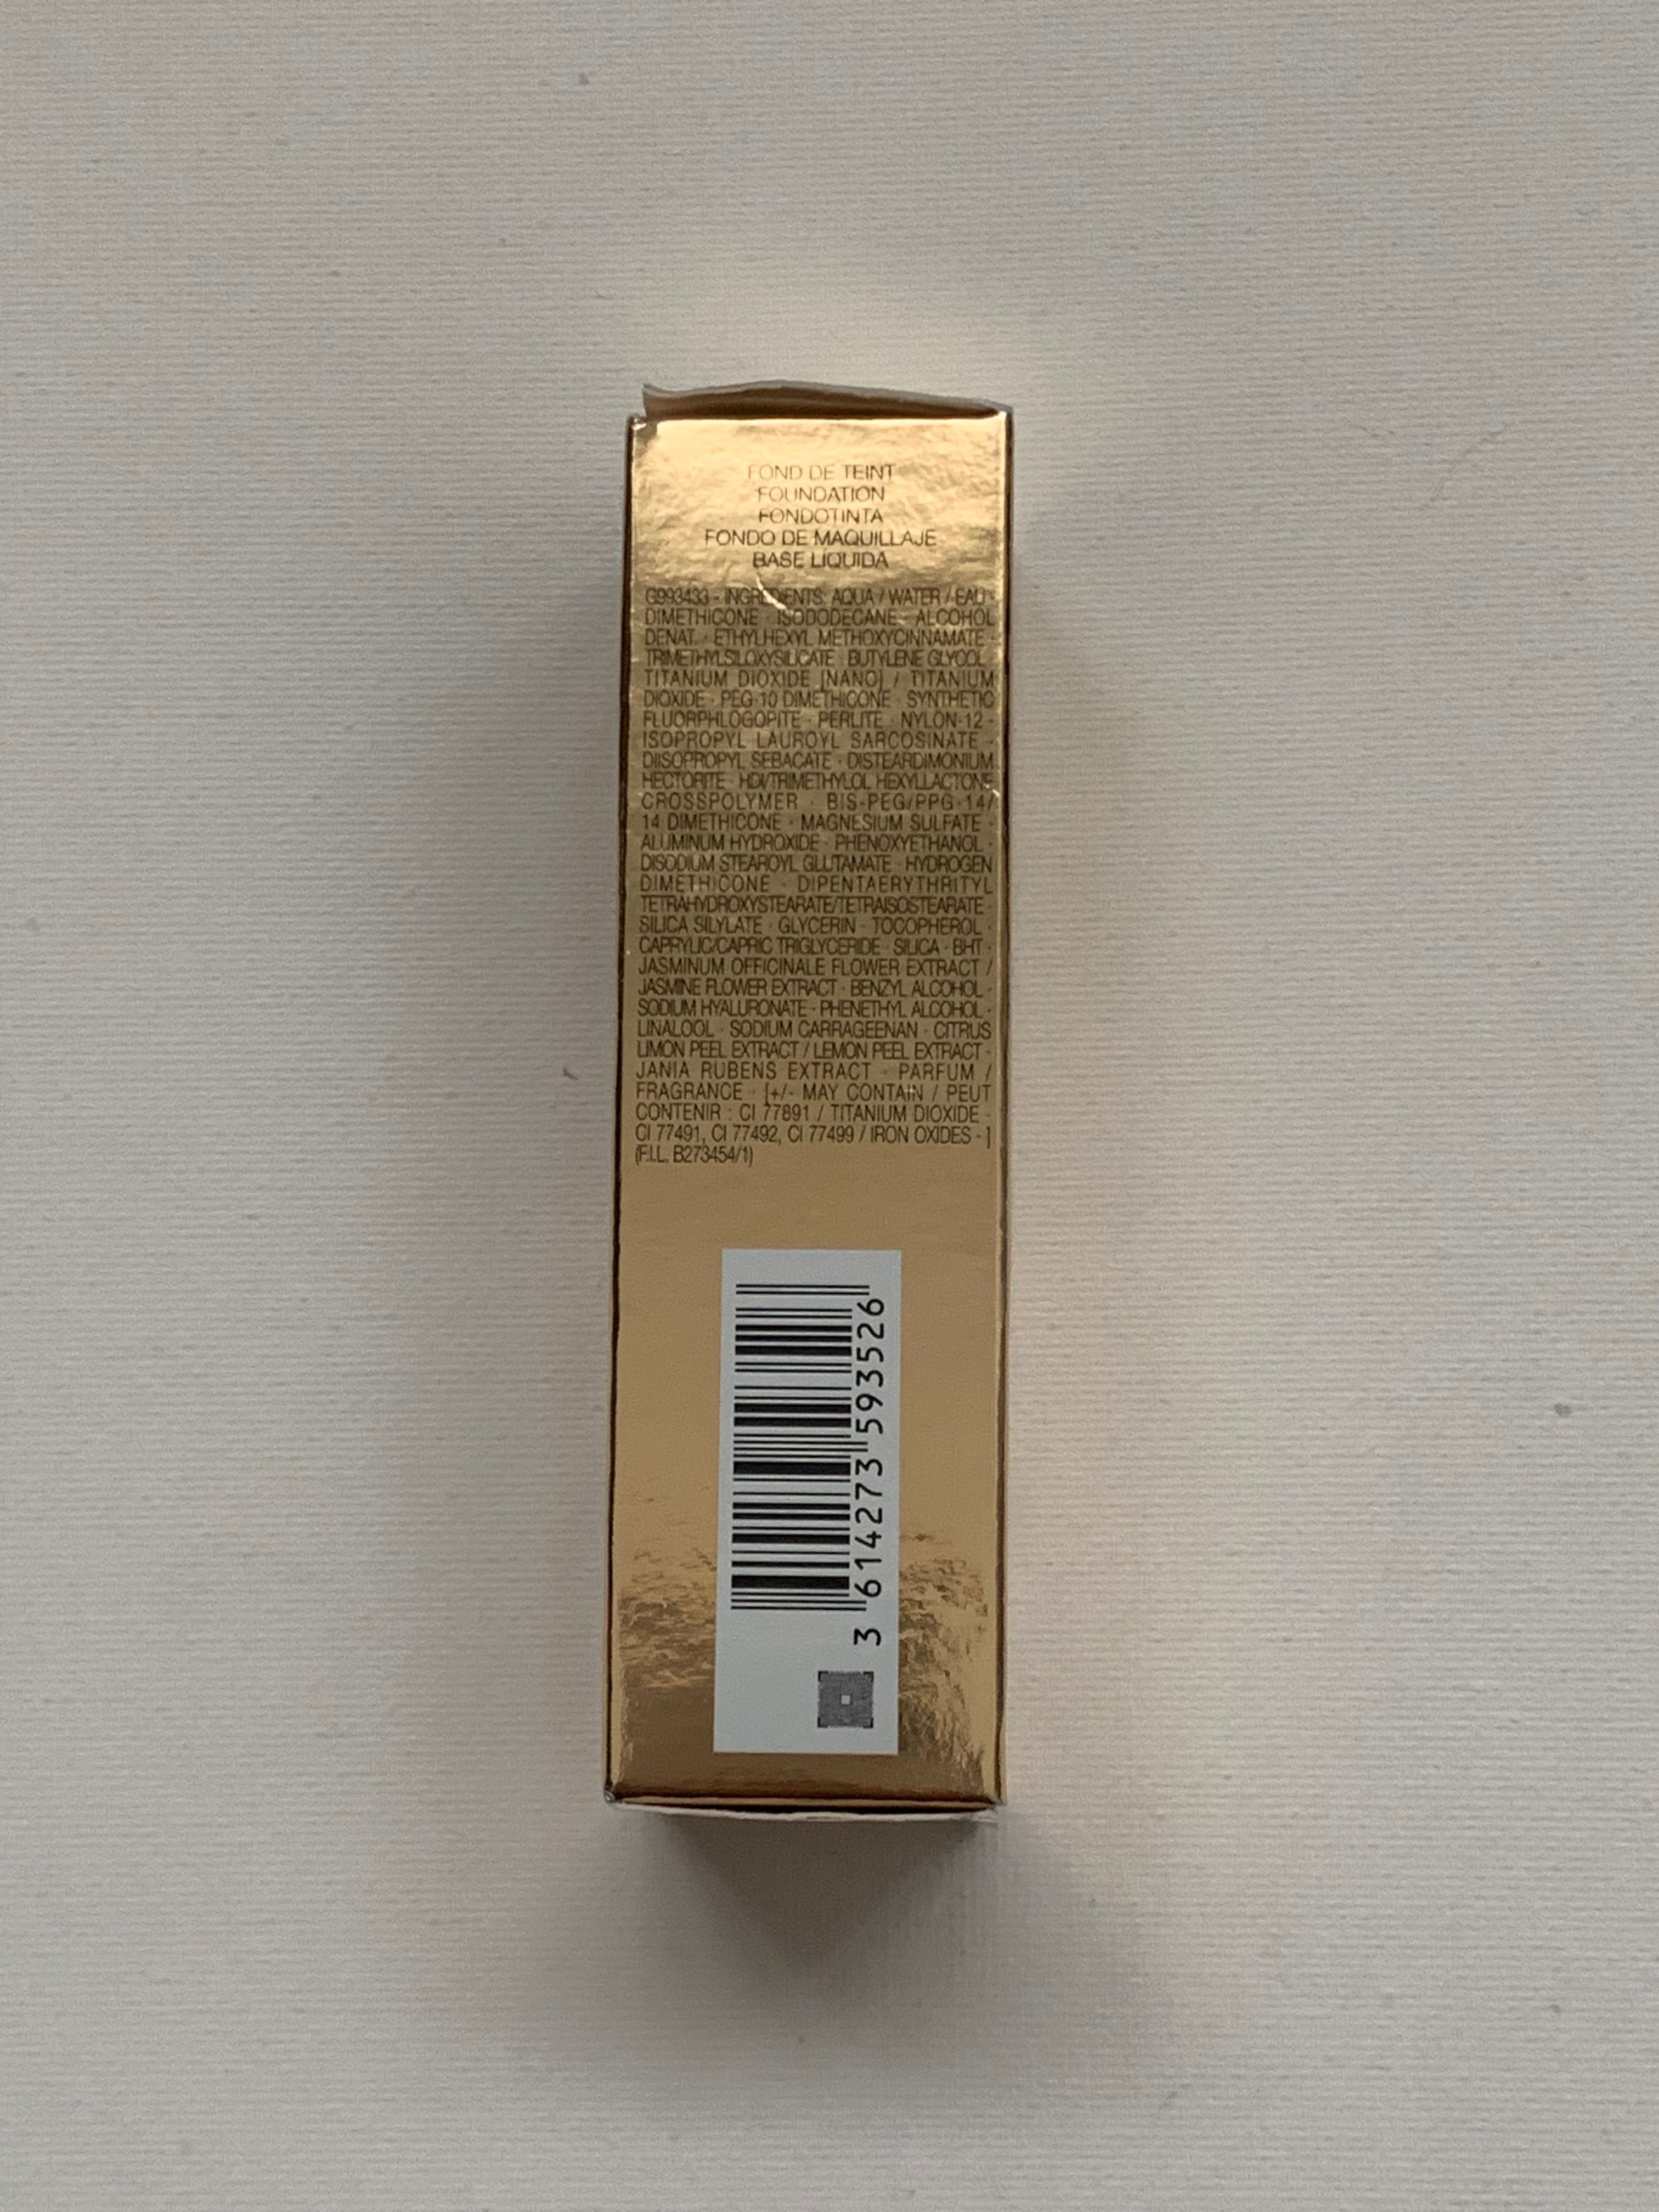 FOND DE TEINT
FOUNDATION
FONDOTINTA
FONDO DE MAQUILLAJE
BASE LÍQUIDA
G993433 - INGREDIENTS: AQUA / WATER / EAU ·
DIMETHICONE · ISODODECANE · ALCOHOL
DENAT. · ETHYLHEXYL METHOXYCINNAMATE ·
TRIMETHYLSILOXYSILICATE · BUTYLENE GLYCOL ·
TITANIUM DIOXIDE [NANO] / TITANIUM
DIOXIDE · PEG-10 DIMETHICONE · SYNTHETIC
FLUORPHLOGOPITE · PERLITE · NYLON-12 ·
ISOPROPYL LAUROYL SARCOSINATE ·
DIISOPROPYL SEBACATE · DISTEARDIMONIUM
HECTORITE · HDI/TRIMETHYLOL HEXYLLACTONE
CROSSPOLYMER · BIS-PEG/PPG-14/
14 DIMETHICONE · MAGNESIUM SULFATE ·
ALUMINUM HYDROXIDE · PHENOXYETHANOL ·
DISODIUM STEAROYL GLUTAMATE · HYDROGEN
DIMETHICONE · DIPENTAERYTHRITYL
TETRAHYDROXYSTEARATE/TETRAISOSTEARATE ·
SILICA SILYLATE · GLYCERIN · TOCOPHEROL ·
CAPRYLIC/CAPRIC TRIGLYCERIDE · SILICA · BHT ·
JASMINUM OFFICINALE FLOWER EXTRACT /
JASMINE FLOWER EXTRACT · BENZYL ALCOHOL ·
SODIUM HYALURONATE · PHENETHYL ALCOHOL ·
LINALOOL · SODIUM CARRAGEENAN · CITRUS
LIMON PEEL EXTRACT / LEMON PEEL EXTRACT ·
JANIA RUBENS EXTRACT · PARFUM /
FRAGRANCE · [+/- MAY CONTAIN / PEUT
CONTENIR : CI 77891 / TITANIUM DIOXIDE ·
CI 77491, CI 77492, CI 77499 / IRON OXIDES · ]
(F.I.L. B273454/1)
3 614273 593526